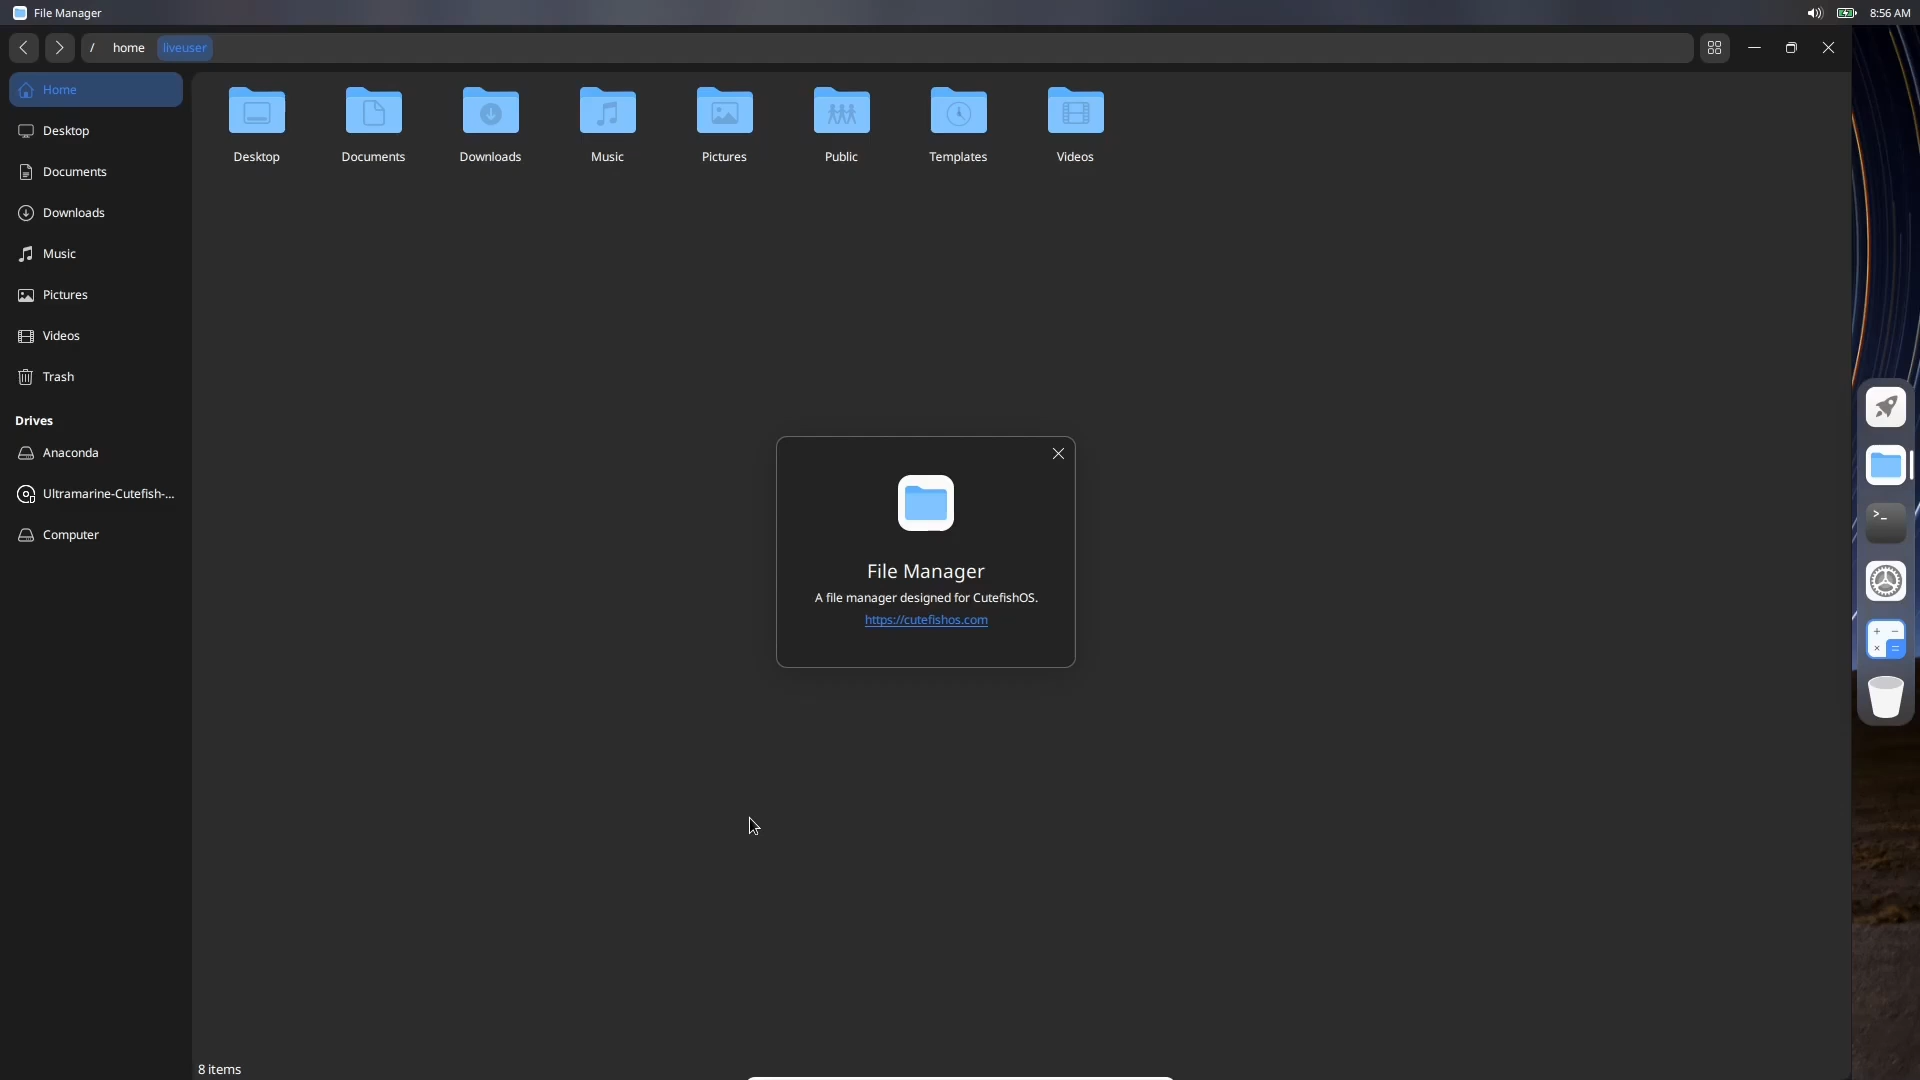 File Manager
8:56 AM
/ home liveuser
Home
Desktop
Documents
Downloads
Music
Pictures
Videos
Trash
Drives
Anaconda
Ultramarine-Cutefish-...
Computer
Desktop Documents Downloads Music Pictures Public Templates Videos
File Manager
A file manager designed for CutefishOS.
https://cutefishos.com
8 items